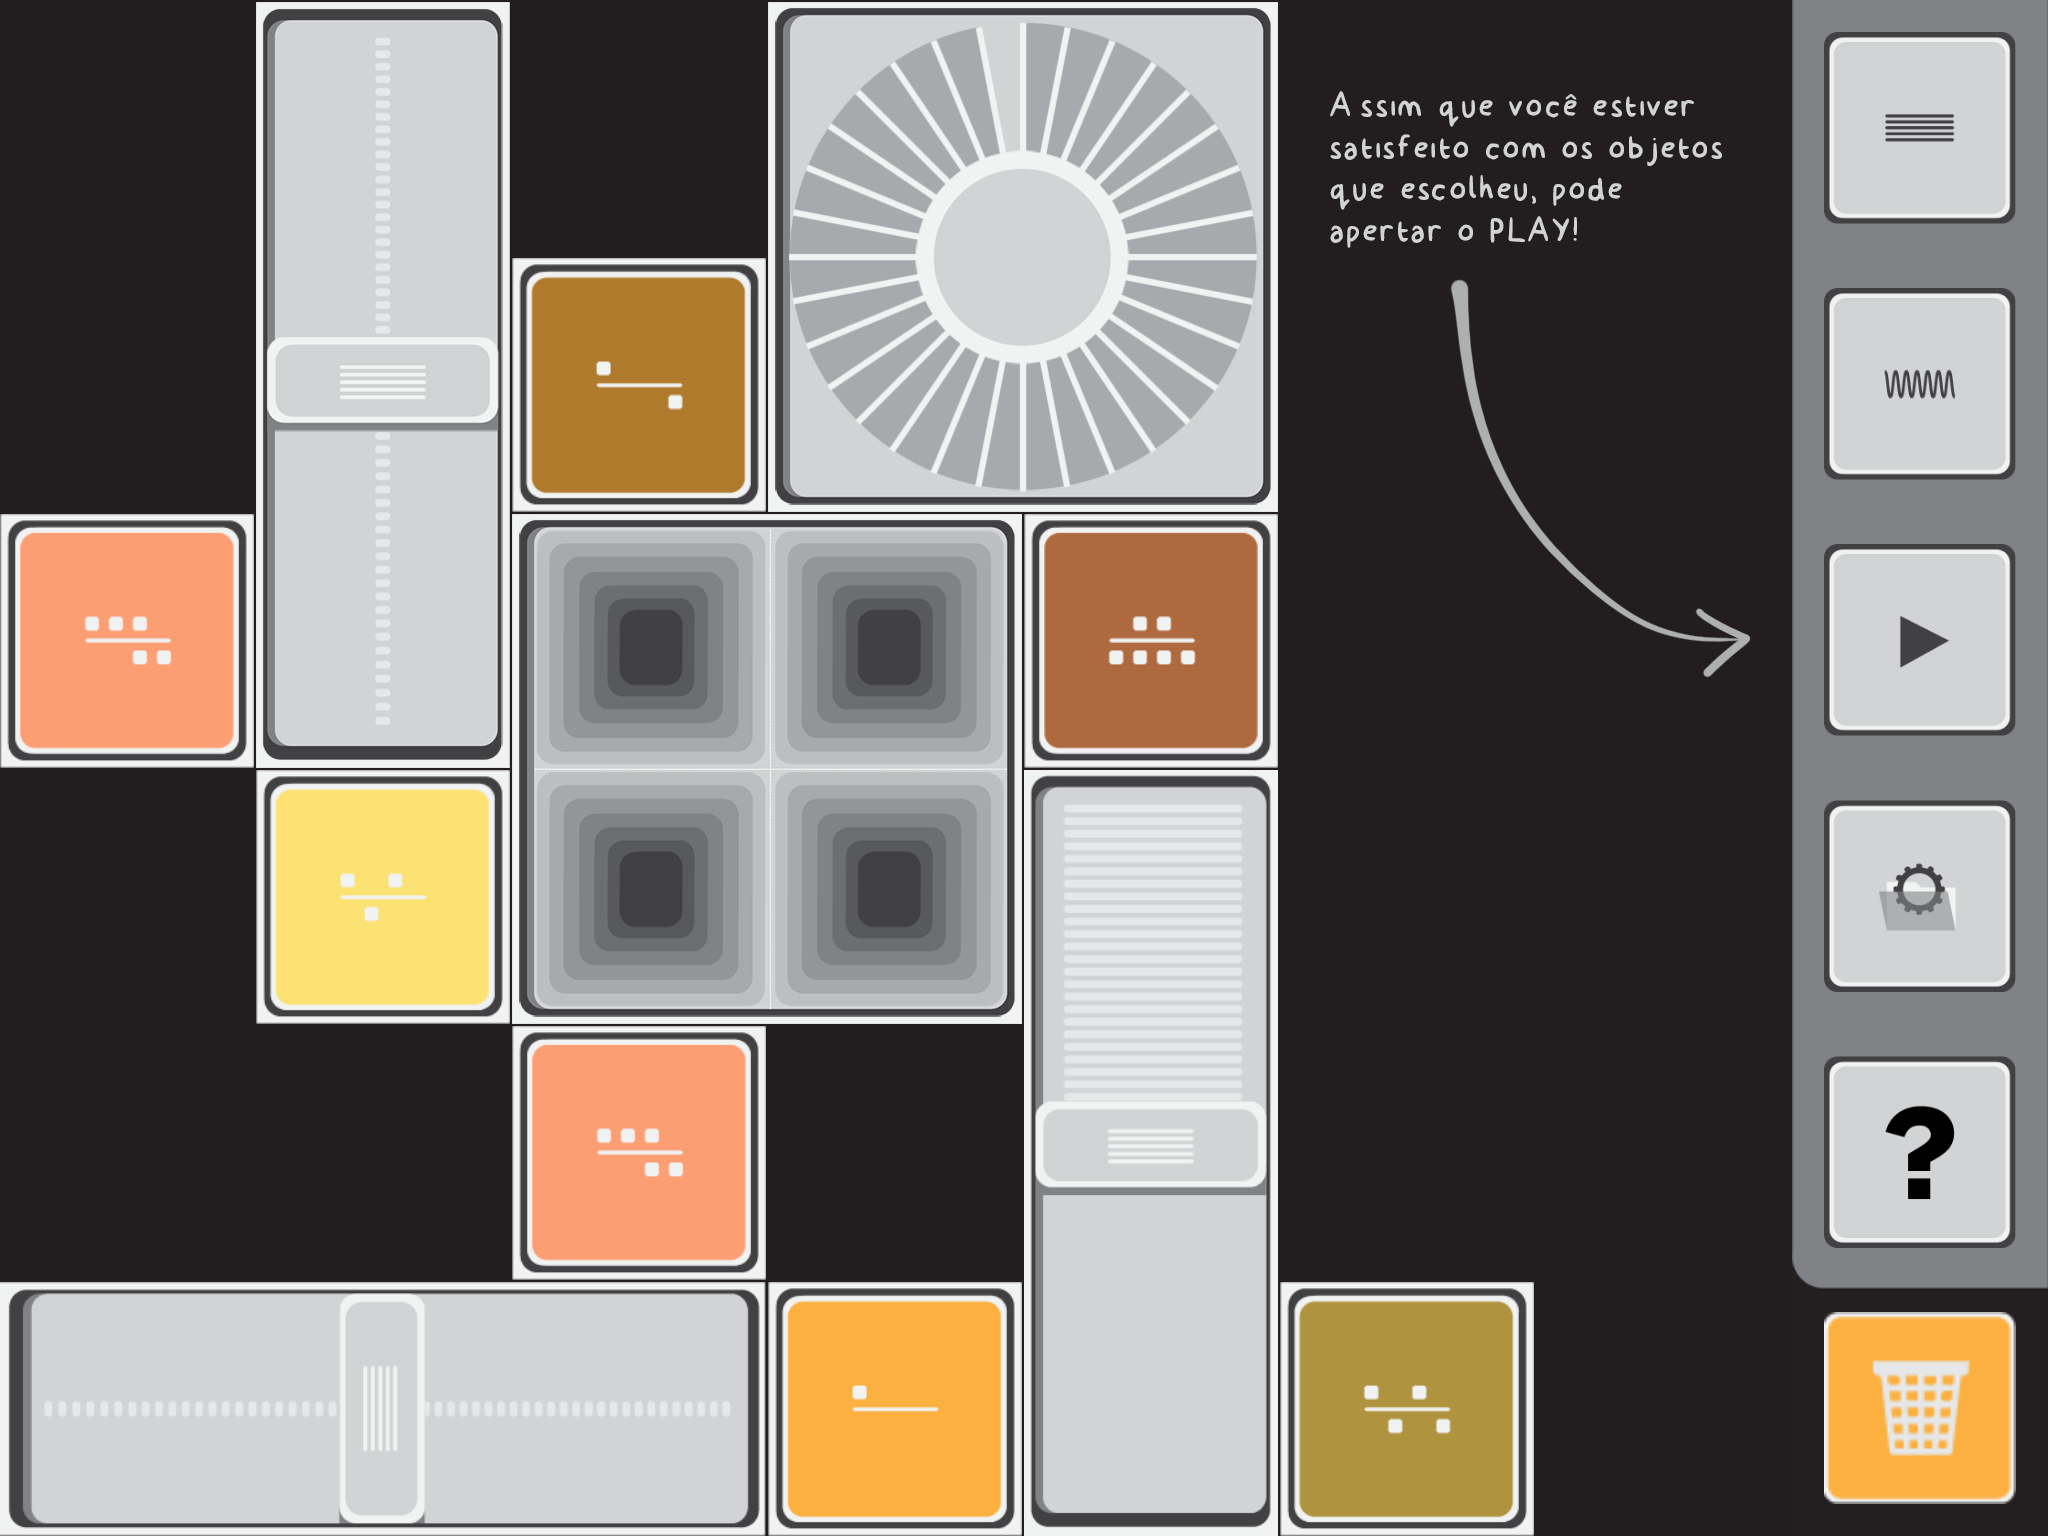 Assim que você estiver
satisfeito com os objetos
que escolheu, pode
apertar o PLAY!
?